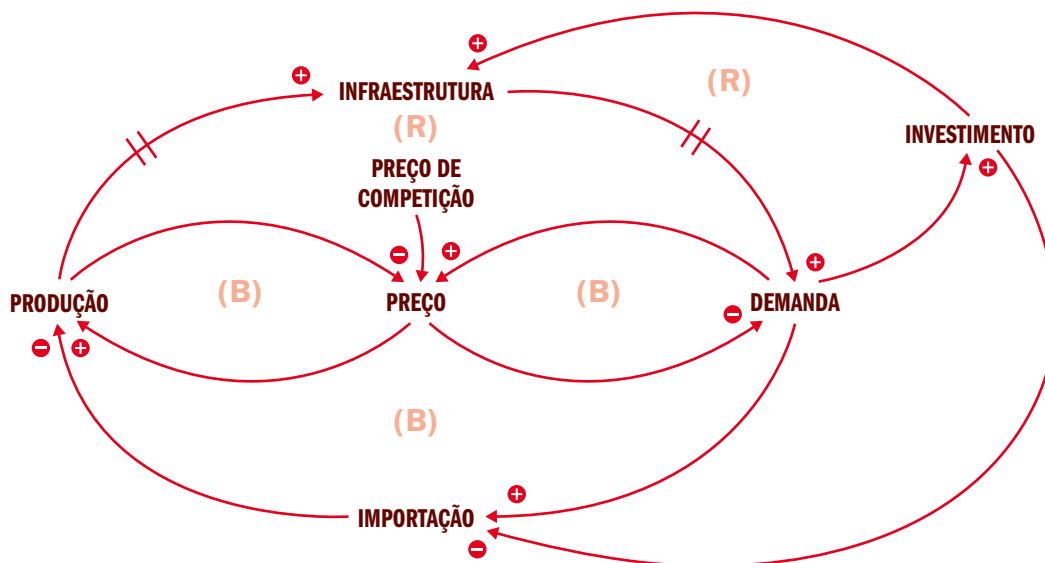 INFRAESTRUTURA
(R)
(R)
INVESTIMENTO
PREÇO DE
COMPETIÇÃO
PRODUÇÃO
(B)
PREÇO
(B)
DEMANDA
(B)
IMPORTAÇÃO